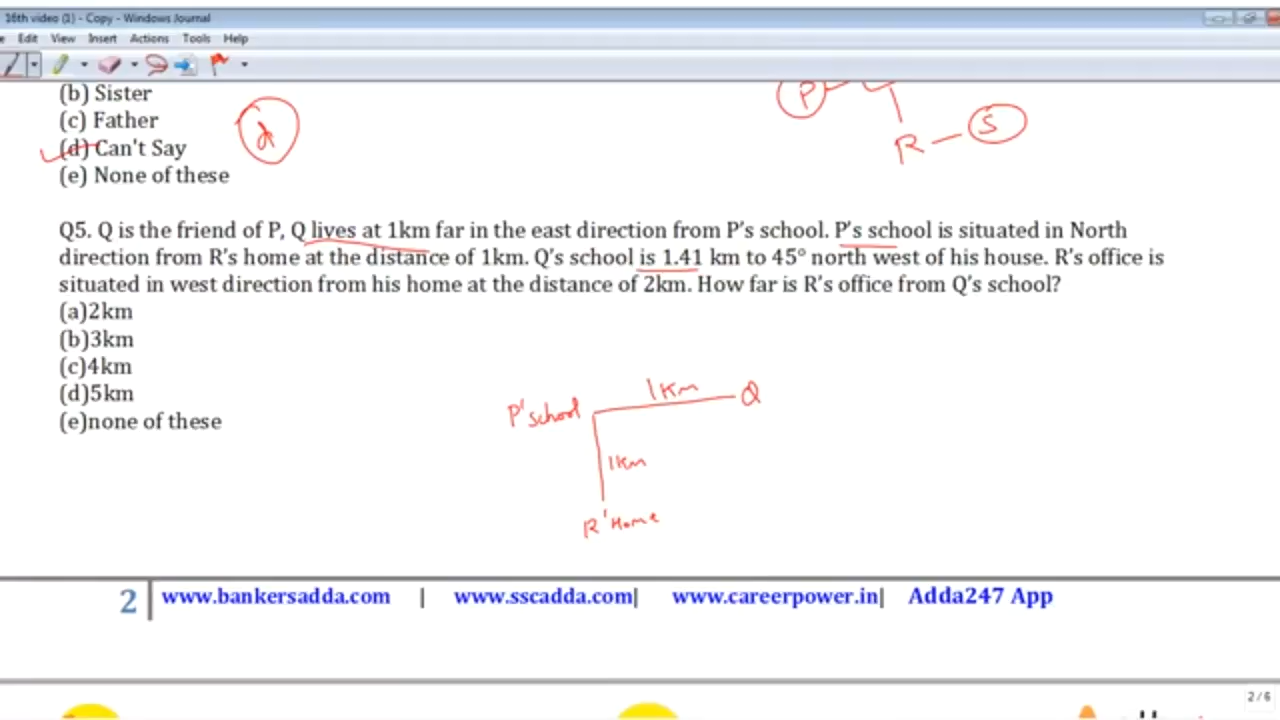 16th video (1) - Copy - Windows Journal
Edit View Insert Actions Tools Help
(b) Sister
(c) Father
(d) Can't Say
(e) None of these
d
P
R
S
Q5. Q is the friend of P, Q lives at 1km far in the east direction from P's school. P's school is situated in North
direction from R's home at the distance of 1km. Q's school is 1.41 km to 45° north west of his house. R's office is
situated in west direction from his home at the distance of 2km. How far is R's office from Q's school?
(a)2km
(b)3km
(c)4km
(d)5km
(e)none of these
1km
Q
P'school
1km
R'Home
2 | www.bankersadda.com | www.sscadda.com| www.careerpower.in| Adda247 App
2 / 6